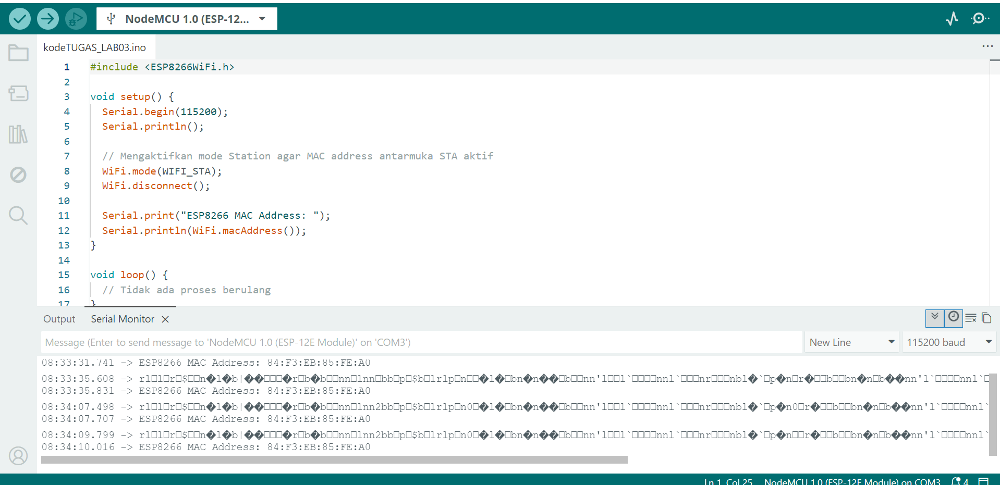 NodeMCU 1.0 (ESP-12...
kodeTUGAS_LAB03.ino
1 #include <ESP8266WiFi.h>
2
3 void setup() {
4 Serial.begin(115200);
5 Serial.println();
6
7 // Mengaktifkan mode Station agar MAC address antarmuka STA aktif
8 WiFi.mode(WIFI_STA);
9 WiFi.disconnect();
10
11 Serial.print("ESP8266 MAC Address: ");
12 Serial.println(WiFi.macAddress());
13 }
14
15 void loop() {
16 // Tidak ada proses berulang
17 }
Output Serial Monitor
Message (Enter to send message to 'NodeMCU 1.0 (ESP-12E Module)' on 'COM3') New Line 115200 baud
08:33:31.741 -> ESP8266 MAC Address: 84:F3:EB:85:FE:A0
08:33:35.608 ->
08:33:35.831 -> ESP8266 MAC Address: 84:F3:EB:85:FE:A0
08:34:07.498 ->
08:34:07.707 -> ESP8266 MAC Address: 84:F3:EB:85:FE:A0
08:34:09.799 ->
08:34:10.016 -> ESP8266 MAC Address: 84:F3:EB:85:FE:A0
Ln 1, Col 25 NodeMCU 1.0 (ESP-12E Module) on COM3 4